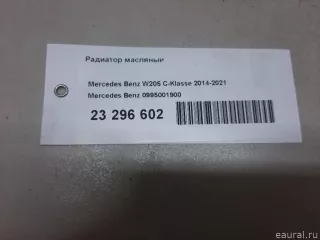 Радиатор масляный
Mercedes Benz W205 C-Klasse 2014-2021
Mercedes Benz 0995001900
23 296 602
eaural.ru